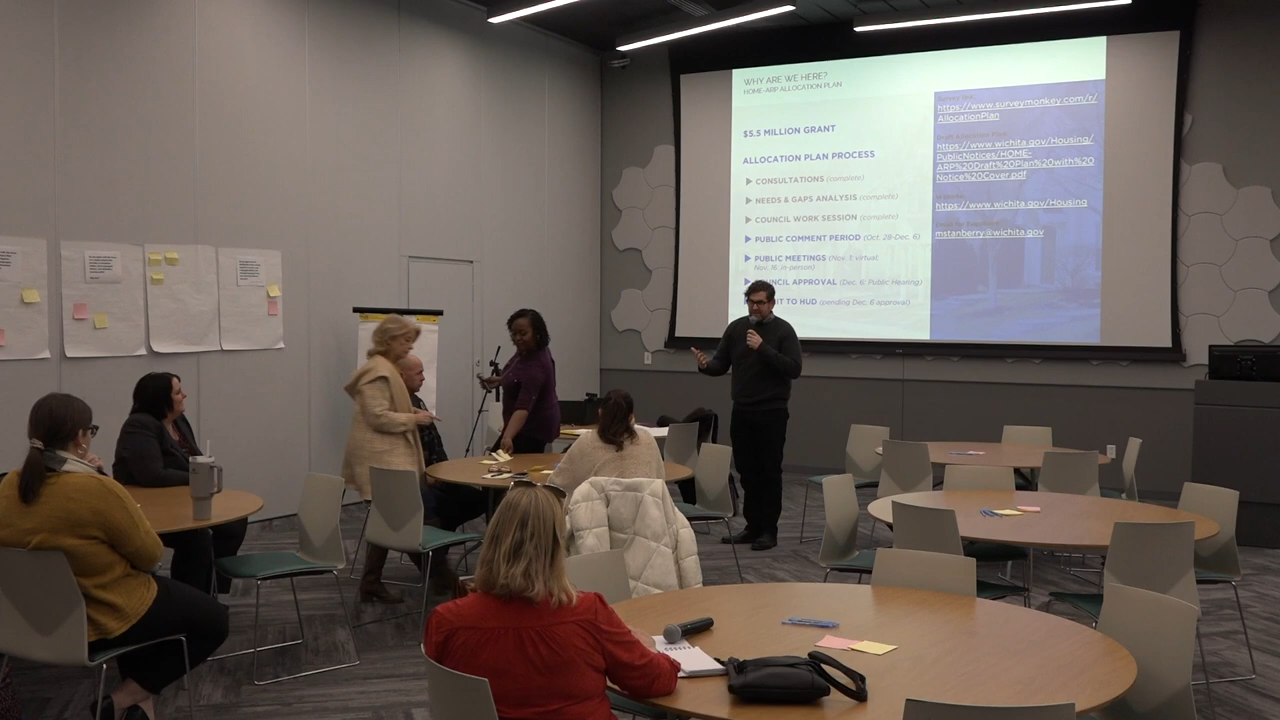 WHY ARE WE HERE?
HOME-ARP ALLOCATION PLAN
$5.5 MILLION GRANT
ALLOCATION PLAN PROCESS
CONSULTATIONS (complete)
NEEDS & GAPS ANALYSIS (complete)
COUNCIL WORK SESSION (complete)
PUBLIC COMMENT PERIOD (Oct. 28-Dec. 6)
PUBLIC MEETINGS (Nov. 1: virtual,
Nov. 16 in-person)
COUNCIL APPROVAL (Dec. 6: Public Hearing)
TO HUD (pending Dec. 6 approval)
https://www.surveymonkey.com/r/
AllocationPlan
https://www.wichita.gov/Housing/
PublicNotices/HOME-
ARP%20Draft%20Plan%20with%20
Notice%20Cover.pdf
https://www.wichita.gov/Housing
mstanberry@wichita.gov